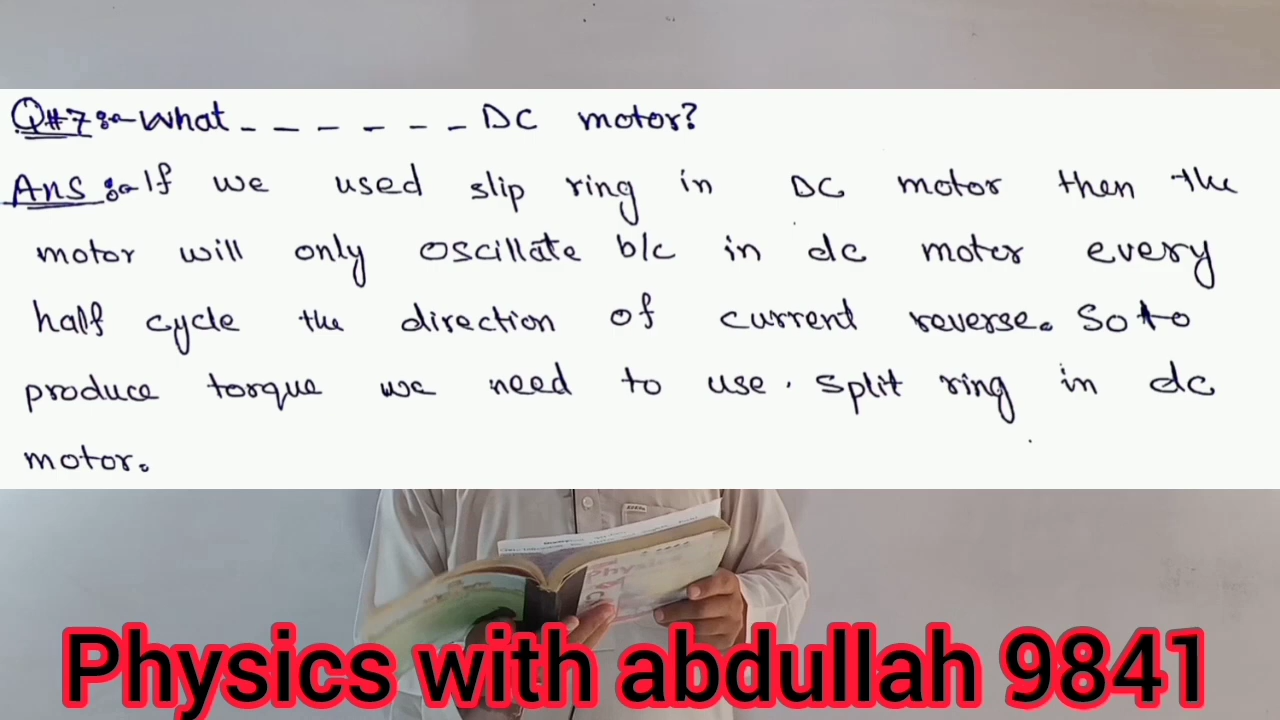 Q#7:- What_ _ _ _ _ _ _ DC motor?
Ans:- If we used slip ring in DC motor then the
motor will only oscillate b/c in dc motor every
half cycle the direction of current reverse. So to
produce torque we need to use. split ring in dc
motor.
Physics
Physics with abdullah 9841